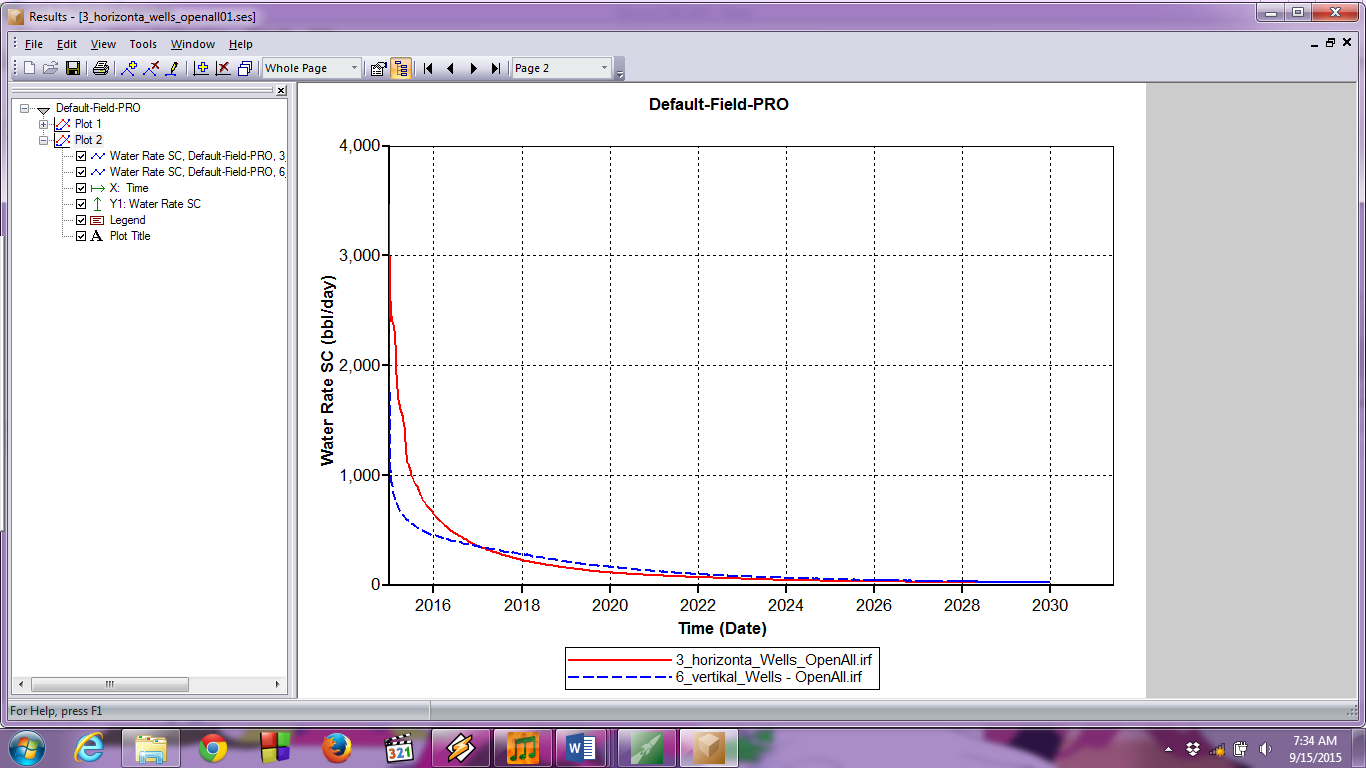 Results - [3_horizonta_wells_openall01.ses]
File Edit View Tools Window Help
Whole Page Page 2
Default-Field-PRO
Plot 1
Plot 2
Water Rate SC, Default-Field-PRO, 3_
Water Rate SC, Default-Field-PRO, 6_
X: Time
Y1: Water Rate SC
Legend
Plot Title
Default-Field-PRO
Water Rate SC (bbl/day)
4,000
3,000
2,000
1,000
0
2016 2018 2020 2022 2024 2026 2028 2030
Time (Date)
3_horizonta_Wells_OpenAll.irf
6_vertikal_Wells - OpenAll.irf
For Help, press F1
321
W
7:34 AM
9/15/2015